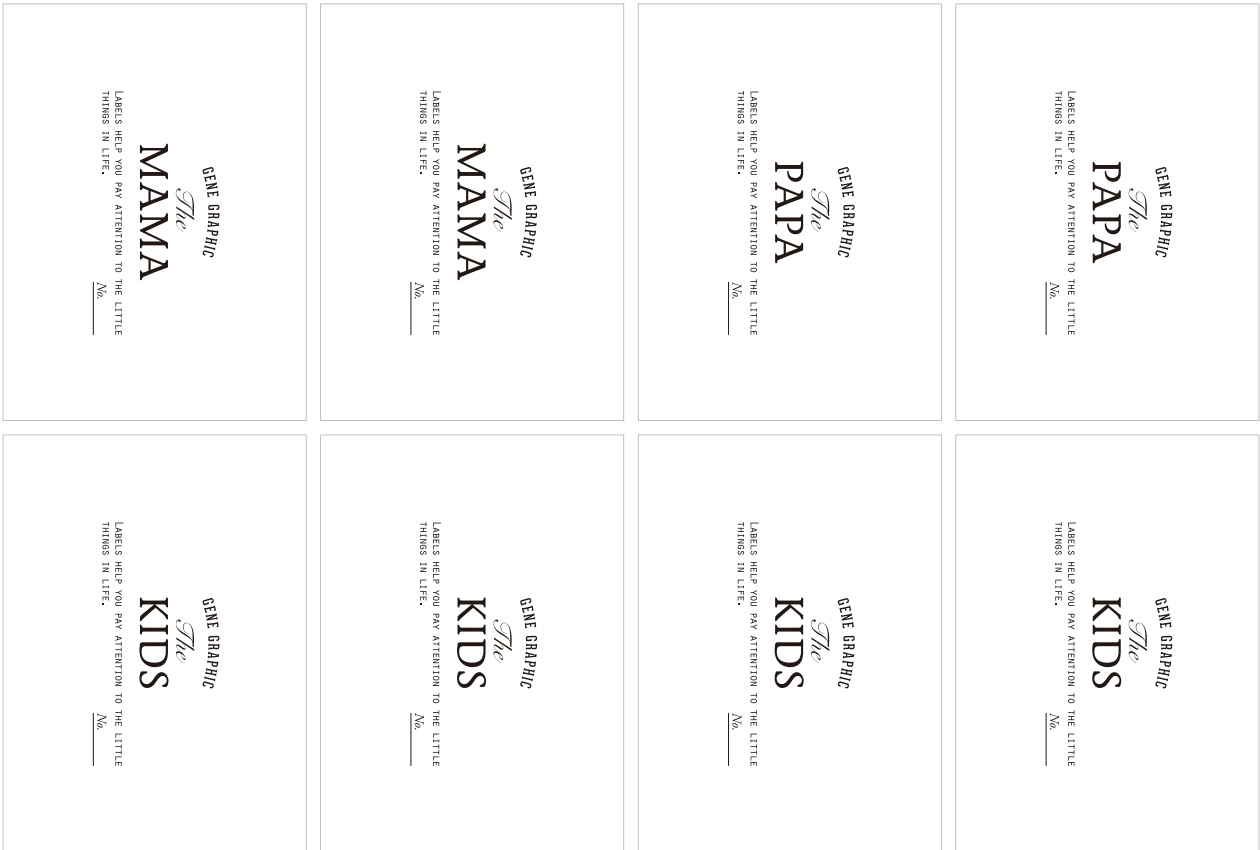 GENE GRAPHIC
The
MAMA
LABELS HELP YOU PAY ATTENTION TO THE LITTLE
THINGS IN LIFE.
No.
GENE GRAPHIC
The
MAMA
LABELS HELP YOU PAY ATTENTION TO THE LITTLE
THINGS IN LIFE.
No.
GENE GRAPHIC
The
PAPA
LABELS HELP YOU PAY ATTENTION TO THE LITTLE
THINGS IN LIFE.
No.
GENE GRAPHIC
The
PAPA
LABELS HELP YOU PAY ATTENTION TO THE LITTLE
THINGS IN LIFE.
No.
GENE GRAPHIC
The
KIDS
LABELS HELP YOU PAY ATTENTION TO THE LITTLE
THINGS IN LIFE.
No.
GENE GRAPHIC
The
KIDS
LABELS HELP YOU PAY ATTENTION TO THE LITTLE
THINGS IN LIFE.
No.
GENE GRAPHIC
The
KIDS
LABELS HELP YOU PAY ATTENTION TO THE LITTLE
THINGS IN LIFE.
No.
GENE GRAPHIC
The
KIDS
LABELS HELP YOU PAY ATTENTION TO THE LITTLE
THINGS IN LIFE.
No.